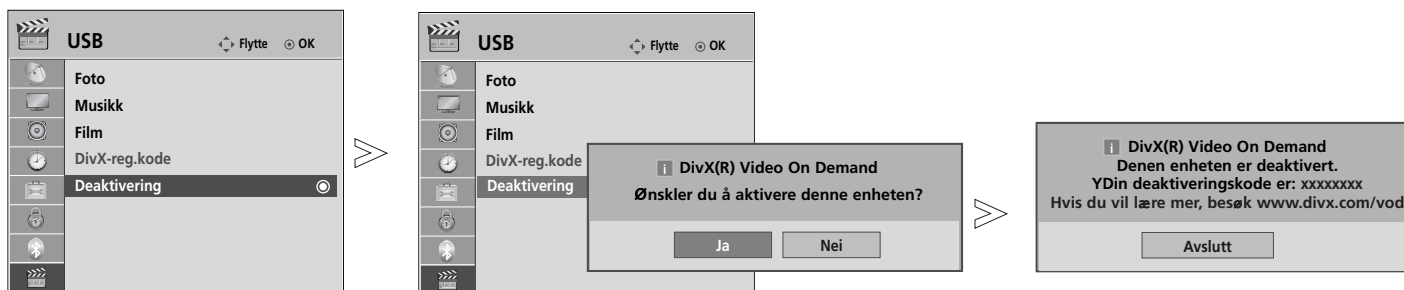 USB
Flytte OK
Foto
Musikk
Film
DivX-reg.kode
Deaktivering
USB
Flytte OK
Foto
Musikk
Film
DivX-reg.kode
Deaktivering
i DivX(R) Video On Demand
Ønskler du å aktivere denne enheten?
Ja Nei
i DivX(R) Video On Demand
Denen enheten er deaktivert.
YDin deaktiveringskode er: xxxxxxxx
Hvis du vil lære mer, besøk www.divx.com/vod
Avslutt